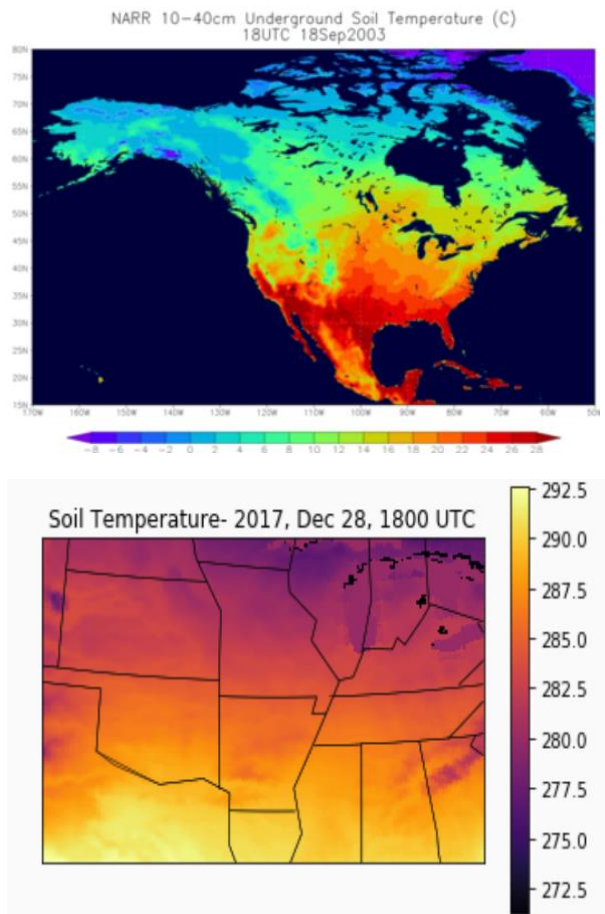 NARR 10-40cm Underground Soil Temperature (C)
18UTC 18Sep2003
80N
75N
70N
65N
60N
55N
50N
45N
40N
35N
30N
25N
20N
15N
170W 160W 150W 140W 130W 120W 110W 100W 90W 80W 70W 60W 50W
-8 -6 -4 -2 0 2 4 6 8 10 12 14 16 18 20 22 24 26 28
Soil Temperature- 2017, Dec 28, 1800 UTC
292.5
290.0
287.5
285.0
282.5
280.0
277.5
275.0
272.5